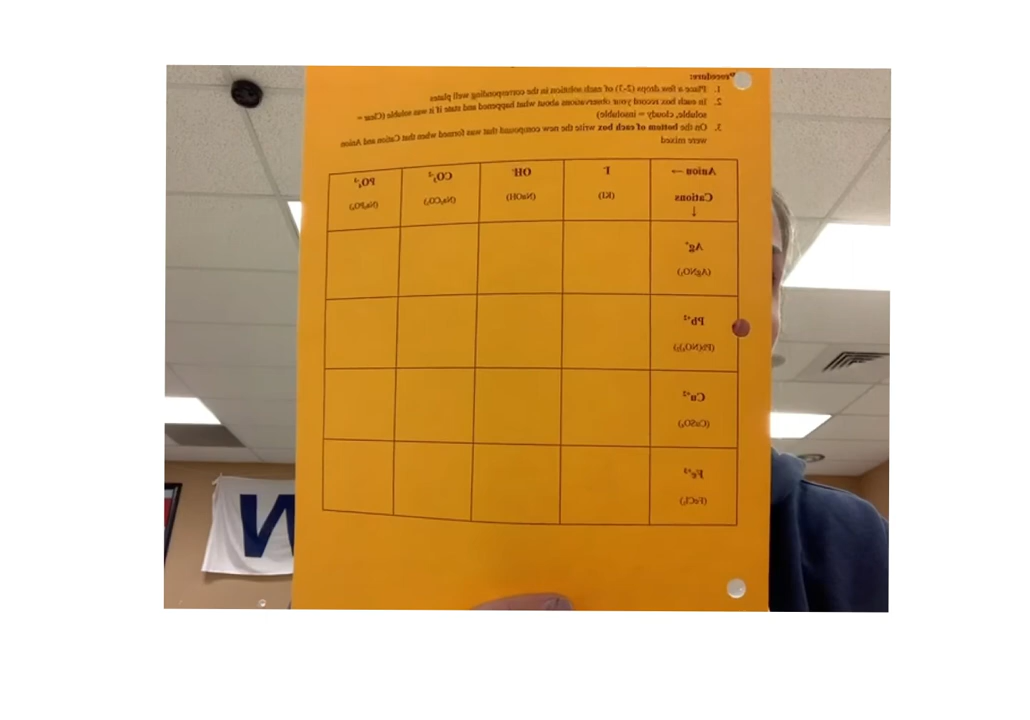 Procedure:
1. Place a few drops (2-3) of each solution in the corresponding well plates
2. In each box record your observations about what happened and state if it was soluble (Clear =
soluble, cloudy = insoluble)
3. On the bottom of each box write the new compound that was formed when that Cation and Anion
were mixed
Anion → I⁻ OH⁻ CO₃⁻² PO₄⁻³
Cations (KI) (NaOH) (Na₂CO₃) (Na₃PO₄)
↓
Ag⁺
(AgNO₃)
Pb⁺²
(Pb(NO₃)₂)
Cu⁺²
(CuSO₄)
Fe⁺³
(FeCl₃)
W